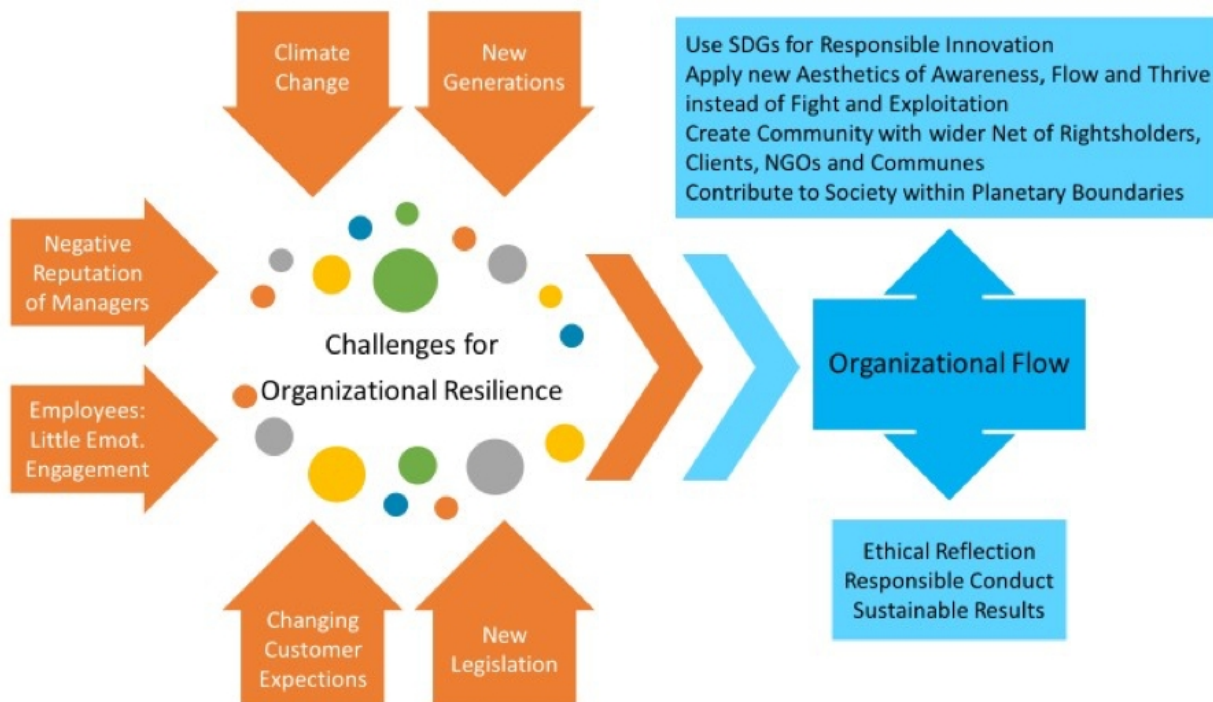 Climate
Change
New
Generations
Use SDGs for Responsible Innovation
Apply new Aesthetics of Awareness, Flow and Thrive
instead of Fight and Exploitation
Create Community with wider Net of Rightsholders,
Clients, NGOs and Communes
Contribute to Society within Planetary Boundaries
Negative
Reputation
of Managers
Challenges for
Organizational Resilience
Organizational Flow
Employees:
Little Emot.
Engagement
Ethical Reflection
Responsible Conduct
Sustainable Results
Changing
Customer
Expections
New
Legislation